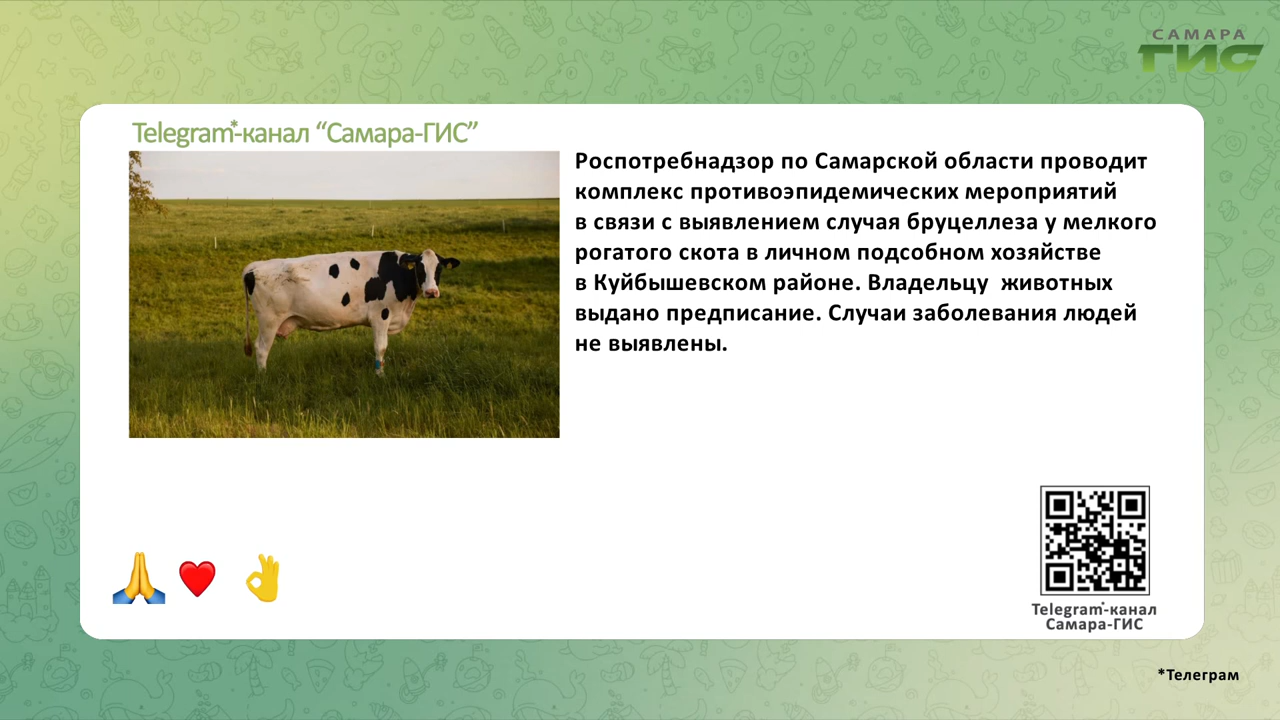 САМАРА
ГИС
Telegram*-канал “Самара-ГИС”
Роспотребнадзор по Самарской области проводит
комплекс противоэпидемических мероприятий
в связи с выявлением случая бруцеллеза у мелкого
рогатого скота в личном подсобном хозяйстве
в Куйбышевском районе. Владельцу животных
выдано предписание. Случаи заболевания людей
не выявлены.
Telegram*-канал
Самара-ГИС
*Телеграм